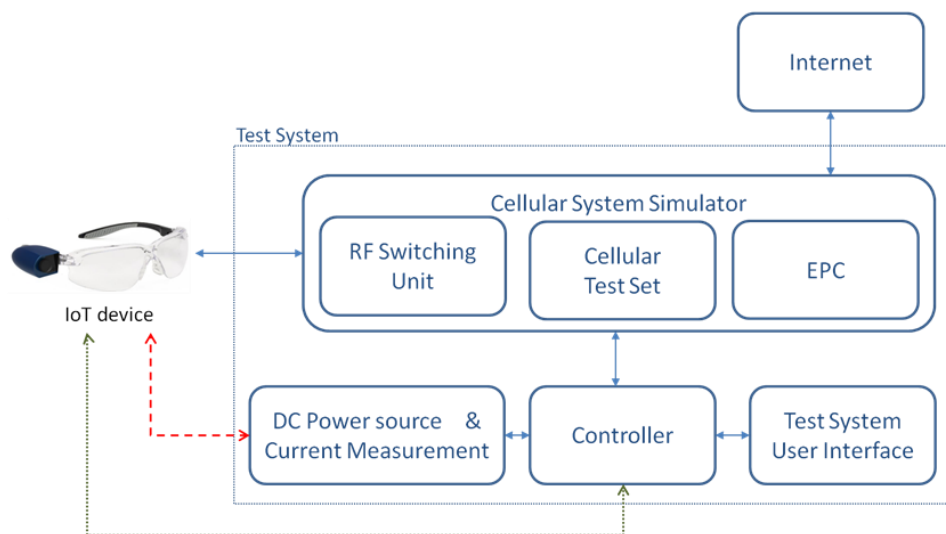 Internet
Test System
Cellular System Simulator
RF Switching
Unit
Cellular
Test Set
EPC
IoT device
DC Power source &
Current Measurement
Controller
Test System
User Interface